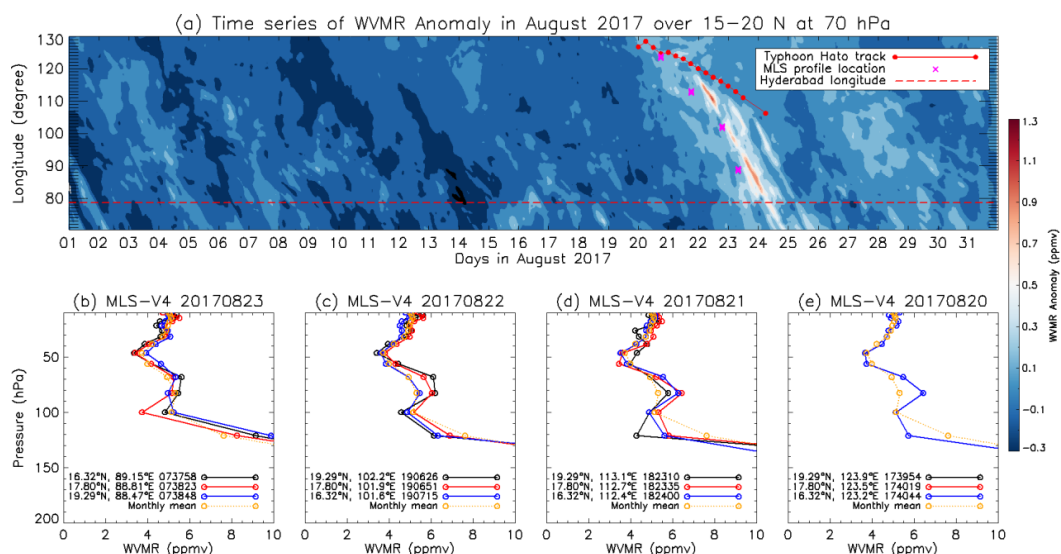 (a) Time series of WVMR Anomaly in August 2017 over 15-20 N at 70 hPa
130
120
110
100
90
80
Longitude (degree)
Typhoon Hato track
MLS profile location
Hyderabad longitude
01 02 03 04 05 06 07 08 09 10 11 12 13 14 15 16 17 18 19 20 21 22 23 24 25 26 27 28 29 30 31
Days in August 2017
1.3
1.1
0.9
0.7
0.5
0.3
0.1
-0.1
-0.3
WVMR Anomaly (ppmv)
(b) MLS-V4 20170823
0
50
100
150
200
Pressure (hPa)
16.32°N, 89.15°E 073758
17.80°N 88.81°E 073823
19.29°N, 88.47°E 073848
Monthly mean
0 2 4 6 8 10
WVMR (ppmv)
(c) MLS-V4 20170822
19.29°N, 102.2°E 190626
17.80°N 101.9°E 190651
16.32°N, 101.6°E 190715
Monthly mean
0 2 4 6 8 10
WVMR (ppmv)
(d) MLS-V4 20170821
19.29°N, 113.1°E 182310
17.80°N 112.7°E 182335
16.32°N, 112.4°E 182400
Monthly mean
0 2 4 6 8 10
WVMR (ppmv)
(e) MLS-V4 20170820
19.29°N, 123.9°E 173954
17.80°N 123.5°E 174019
16.32°N, 123.2°E 174044
Monthly mean
0 2 4 6 8 10
WVMR (ppmv)